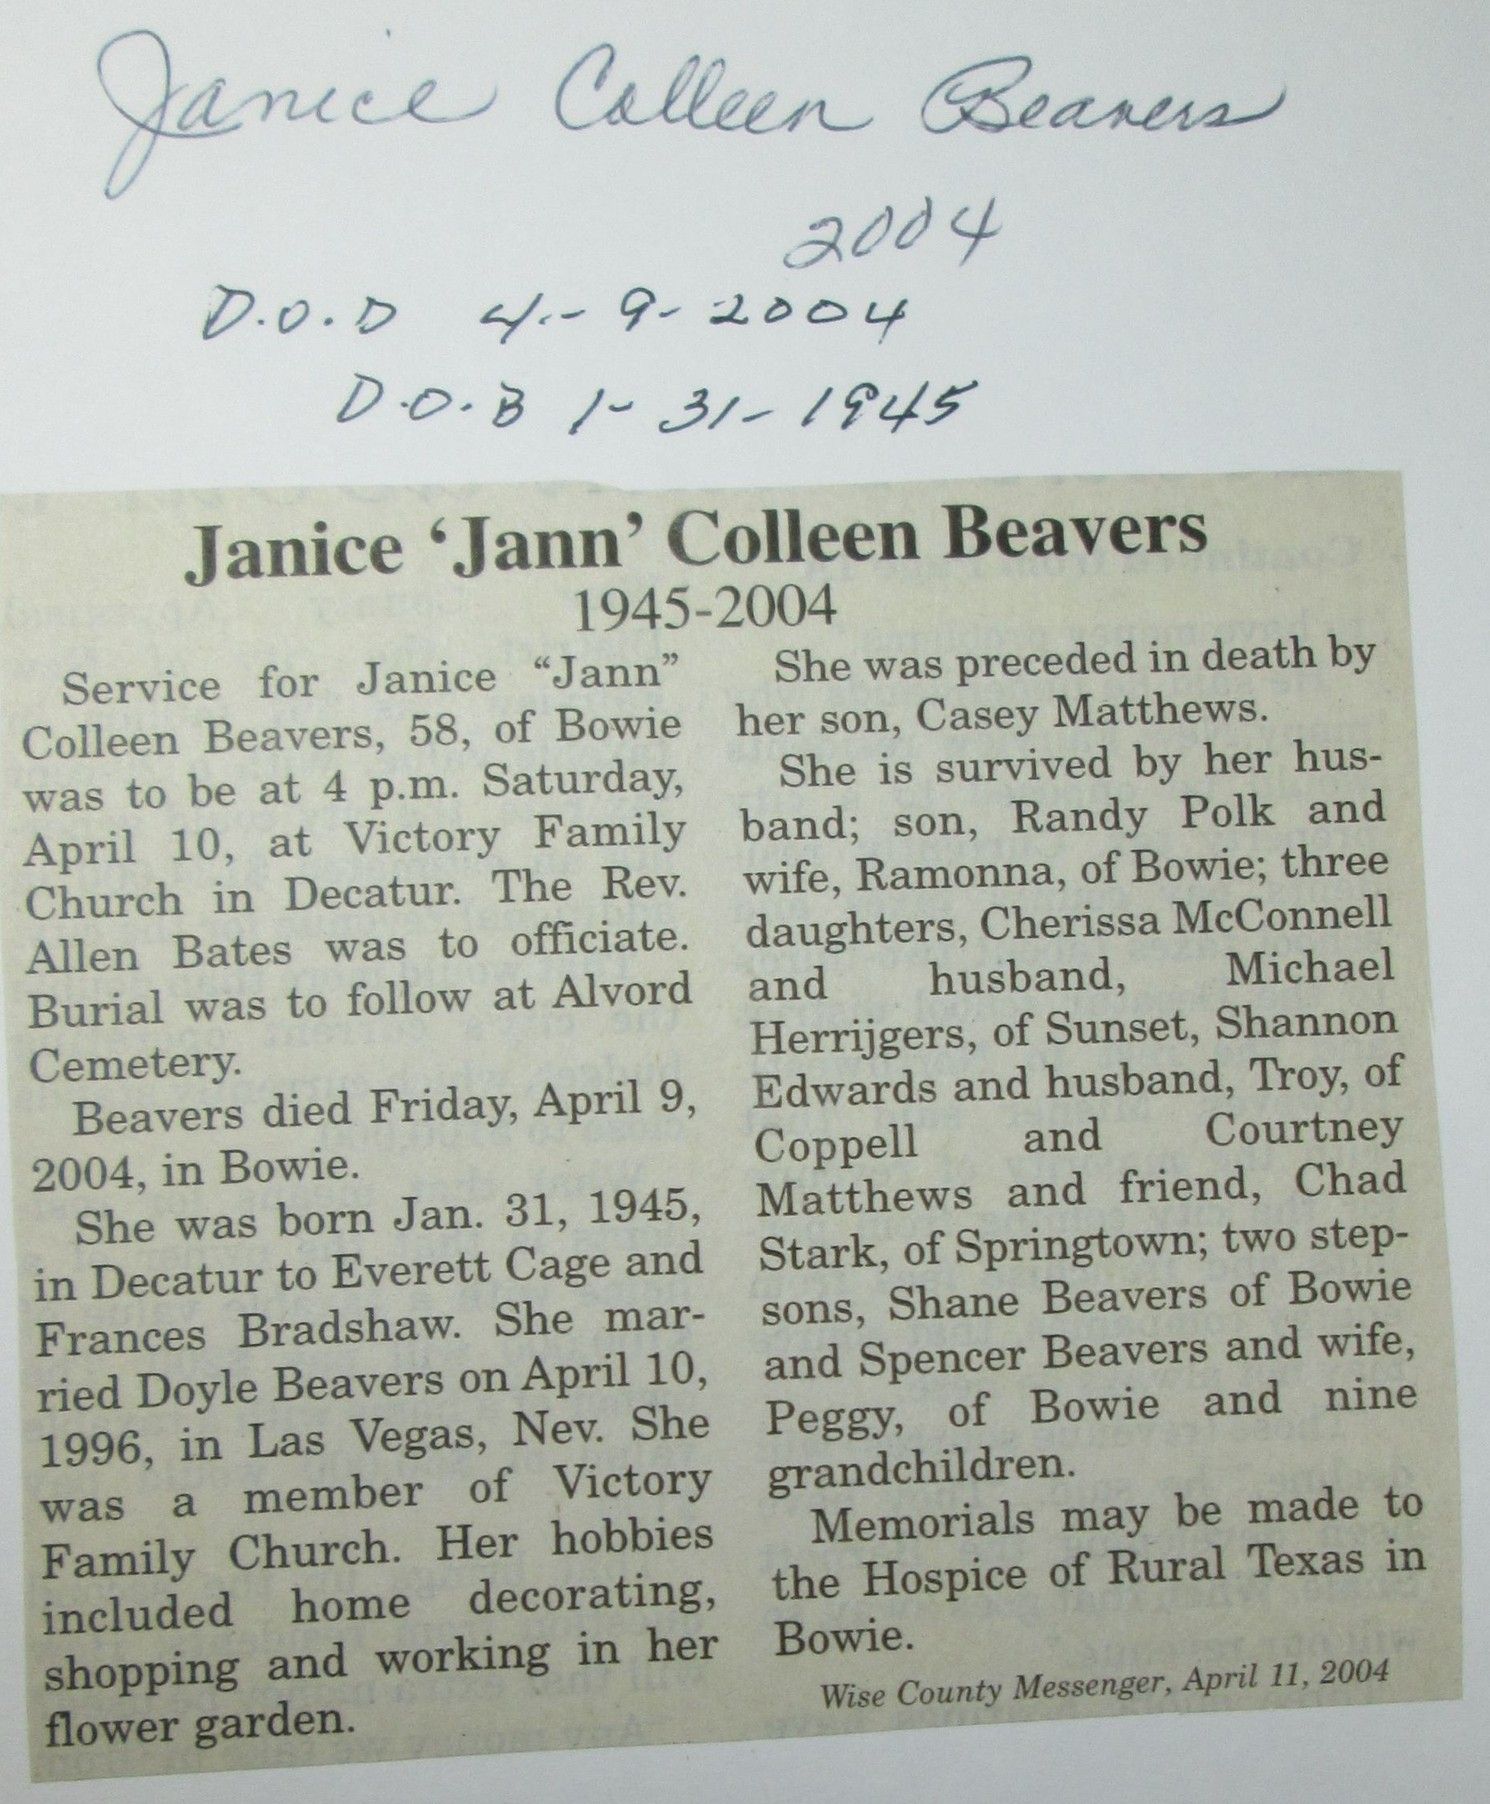 Janice Colleen Beavers
2004
D.O.D 4-9-2004
D.O.B 1-31-1945
Janice ‘Jann’ Colleen Beavers
1945-2004
Service for Janice “Jann”
Colleen Beavers, 58, of Bowie
was to be at 4 p.m. Saturday,
April 10, at Victory Family
Church in Decatur. The Rev.
Allen Bates was to officiate.
Burial was to follow at Alvord
Cemetery.
Beavers died Friday, April 9,
2004, in Bowie.
She was born Jan. 31, 1945,
in Decatur to Everett Cage and
Frances Bradshaw. She mar-
ried Doyle Beavers on April 10,
1996, in Las Vegas, Nev. She
was a member of Victory
Family Church. Her hobbies
included home decorating,
shopping and working in her
flower garden.
She was preceded in death by
her son, Casey Matthews.
She is survived by her hus-
band; son, Randy Polk and
wife, Ramonna, of Bowie; three
daughters, Cherissa McConnell
and husband, Michael
Herrijgers, of Sunset, Shannon
Edwards and husband, Troy, of
Coppell and Courtney
Matthews and friend, Chad
Stark, of Springtown; two step-
sons, Shane Beavers of Bowie
and Spencer Beavers and wife,
Peggy, of Bowie and nine
grandchildren.
Memorials may be made to
the Hospice of Rural Texas in
Bowie.
Wise County Messenger, April 11, 2004